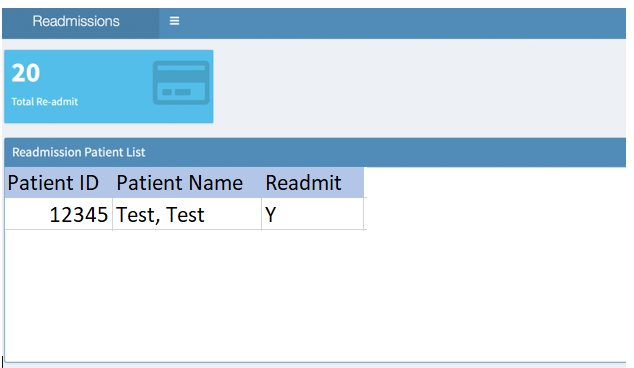 Readmissions
20
Total Re-admit
Readmission Patient List
Patient ID Patient Name Readmit
12345 Test, Test Y